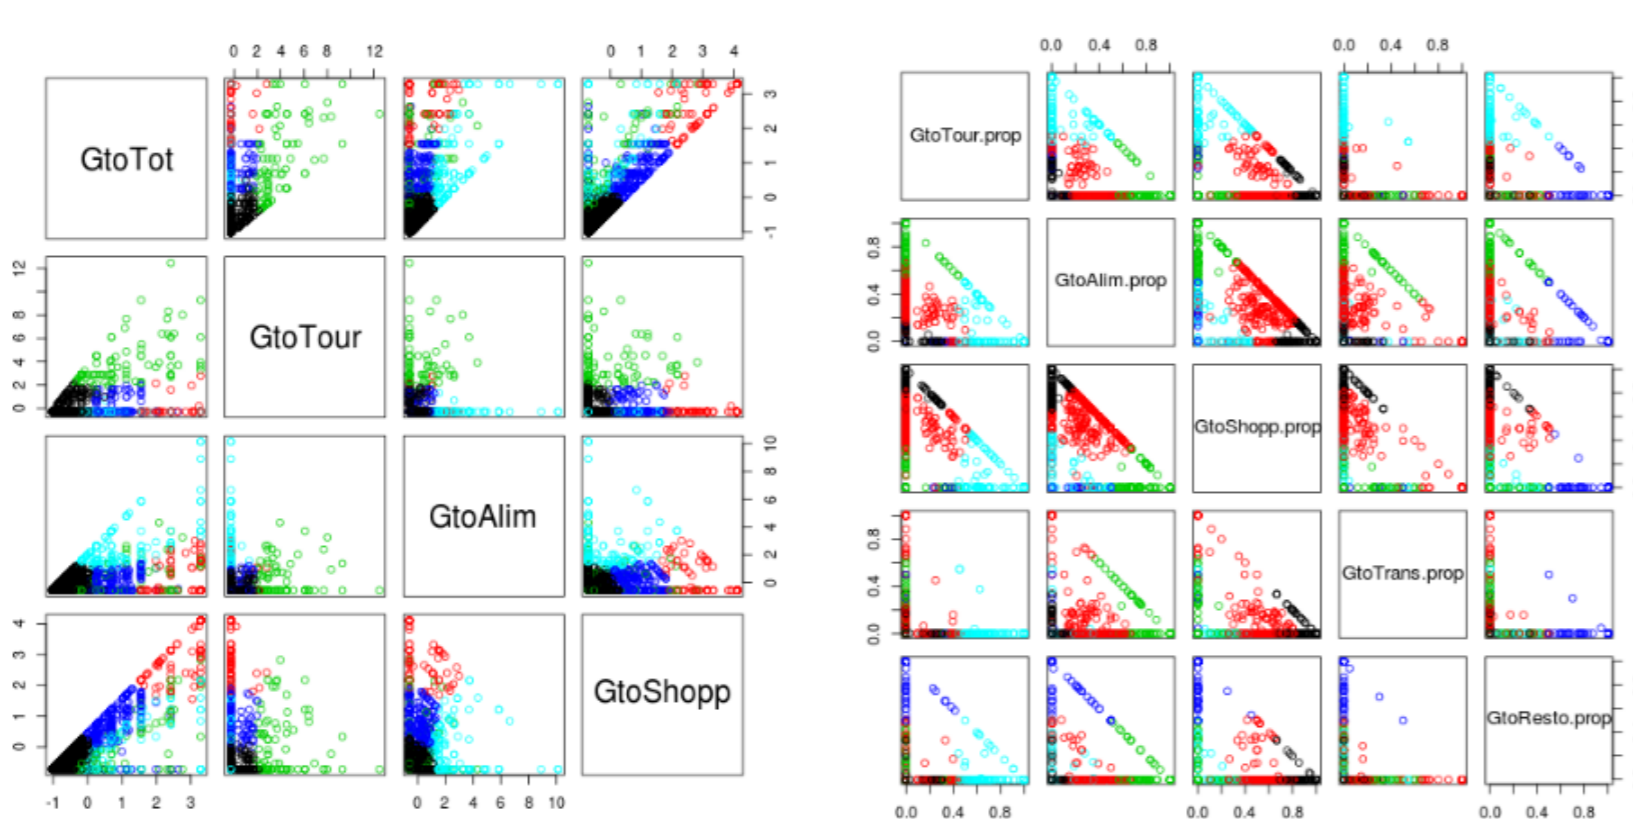 0 2 4 6 8 12
0 1 2 3 4
0.0 0.4 0.8
0.0 0.4 0.8
GtoTot
-1 0 1 2 3
GtoTour.prop
0 2 4 6 8 12
GtoTour
0.0 0.4 0.8
GtoAlim.prop
GtoAlim
0 2 4 6 8 10
GtoShopp.prop
0 1 2 3 4
GtoShopp
0.0 0.4 0.8
GtoTrans.prop
GtoResto.prop
-1 0 1 2 3
0 2 4 6 8 10
0.0 0.4 0.8
0.0 0.4 0.8
0.0 0.4 0.8